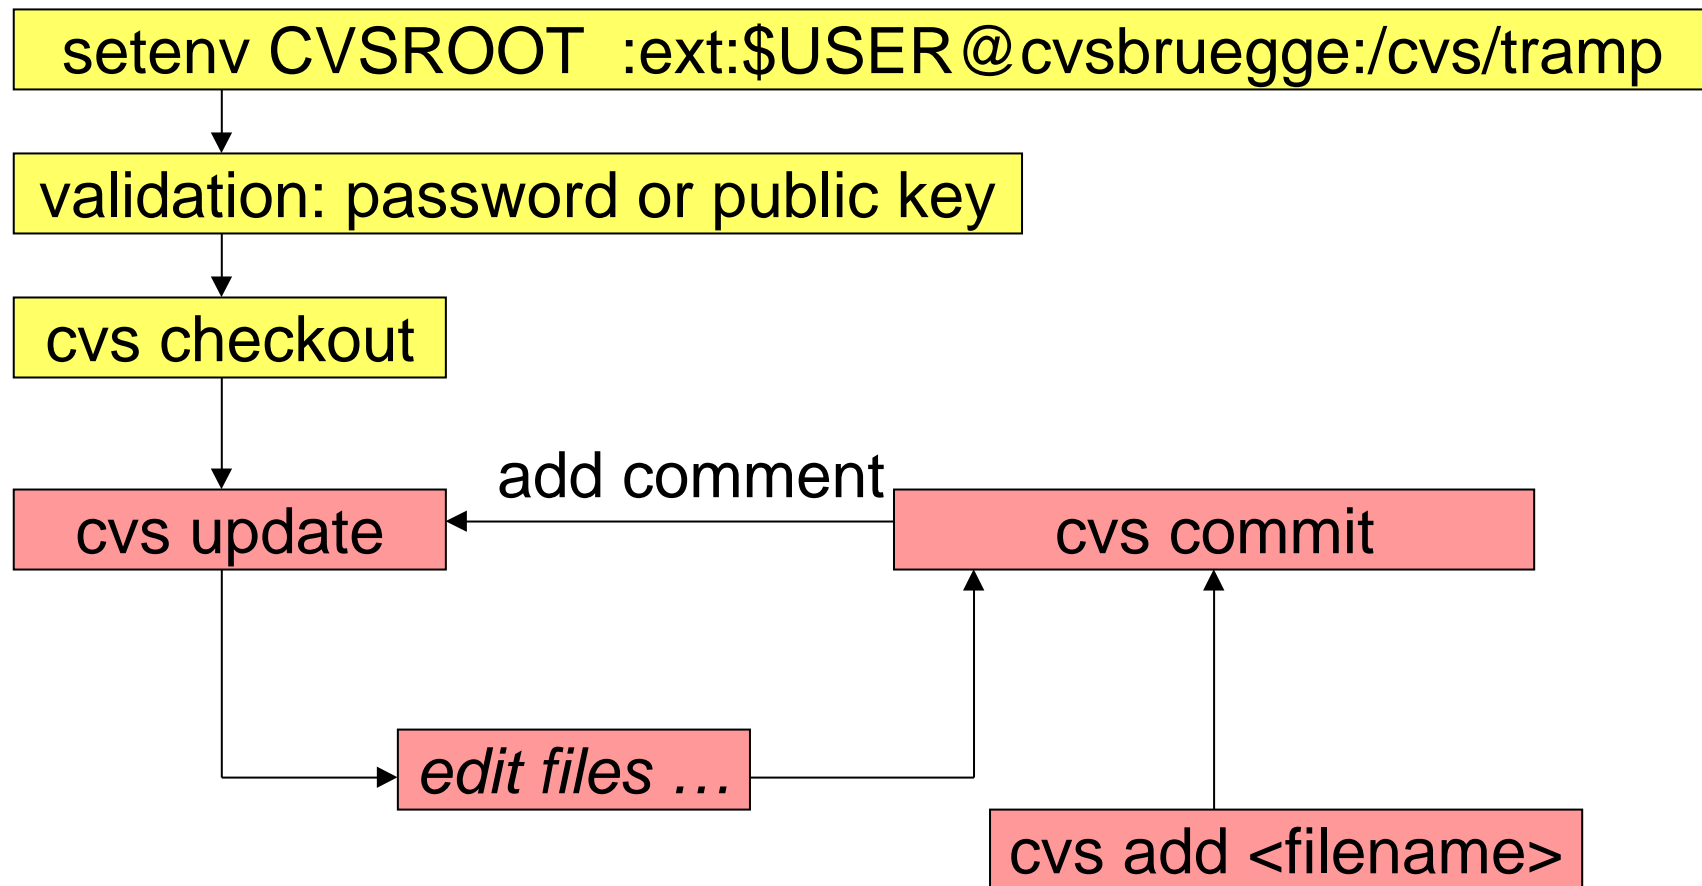 setenv CVSROOT :ext:$USER@cvsbruegge:/cvs/tramp
validation: password or public key
cvs checkout
add comment
cvs update
cvs commit
edit files …
cvs add <filename>